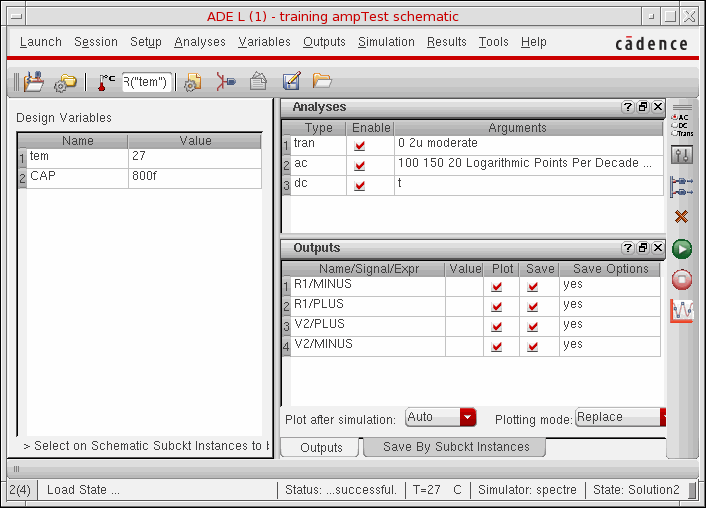 ADE L (1) - training ampTest schematic
Launch Session Setup Analyses Variables Outputs Simulation Results Tools Help
cādence
°C R("tem")
Design Variables
Name Value
1 tem 27
2 CAP 800f
> Select on Schematic Subckt Instances to b
Analyses
Type Enable Arguments
1 tran 0 2u moderate
2 ac 100 150 20 Logarithmic Points Per Decade ...
3 dc t
Outputs
Name/Signal/Expr Value Plot Save Save Options
1 R1/MINUS yes
2 R1/PLUS yes
3 V2/PLUS yes
4 V2/MINUS yes
Plot after simulation: Auto Plotting mode: Replace
Outputs Save By Subckt Instances
AC
DC
Trans
2(4) Load State ... Status: ...successful. T=27 C Simulator: spectre State: Solution2